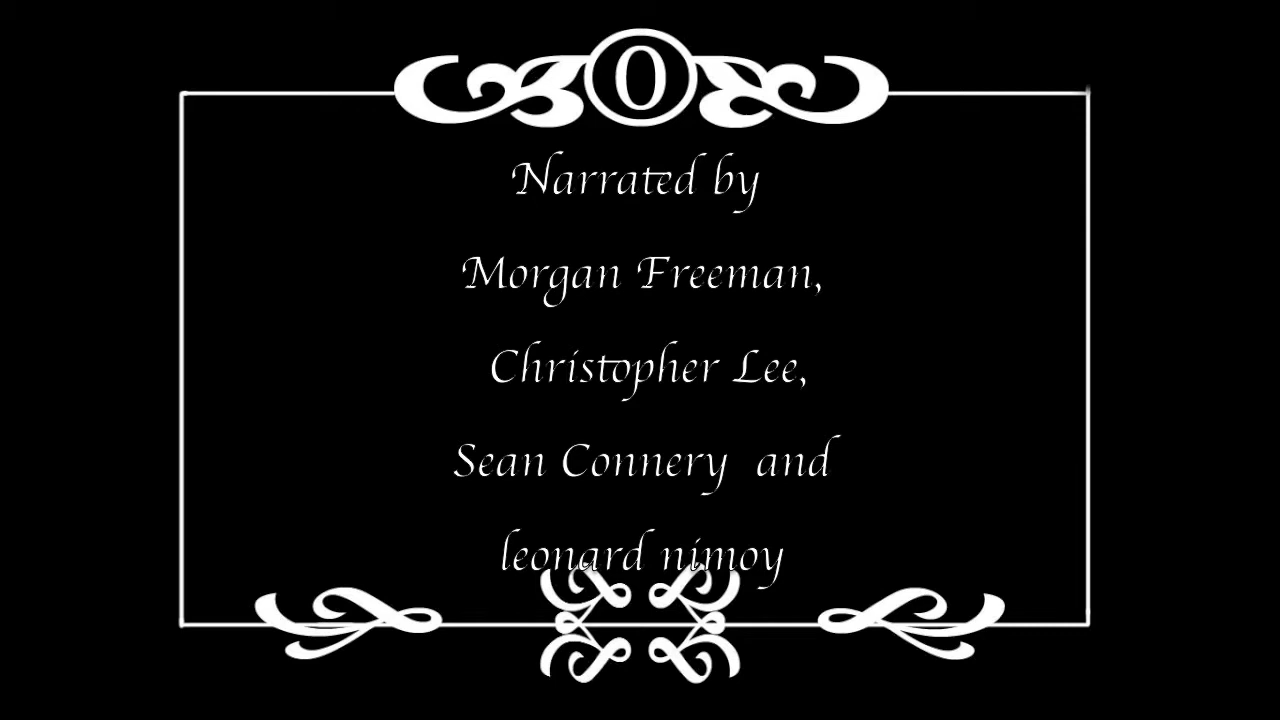 O
Narrated by
Morgan Freeman,
Christopher Lee,
Sean Connery and
leonard nimoy